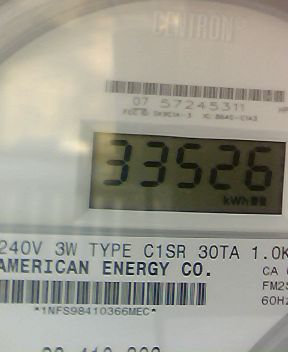 CENTRON
07 57245311
33526
kWh
240V 3W TYPE C1SR 30TA 1.0K
AMERICAN ENERGY CO.
CA
FM2S
60Hz
*1NFS98410366MEC*